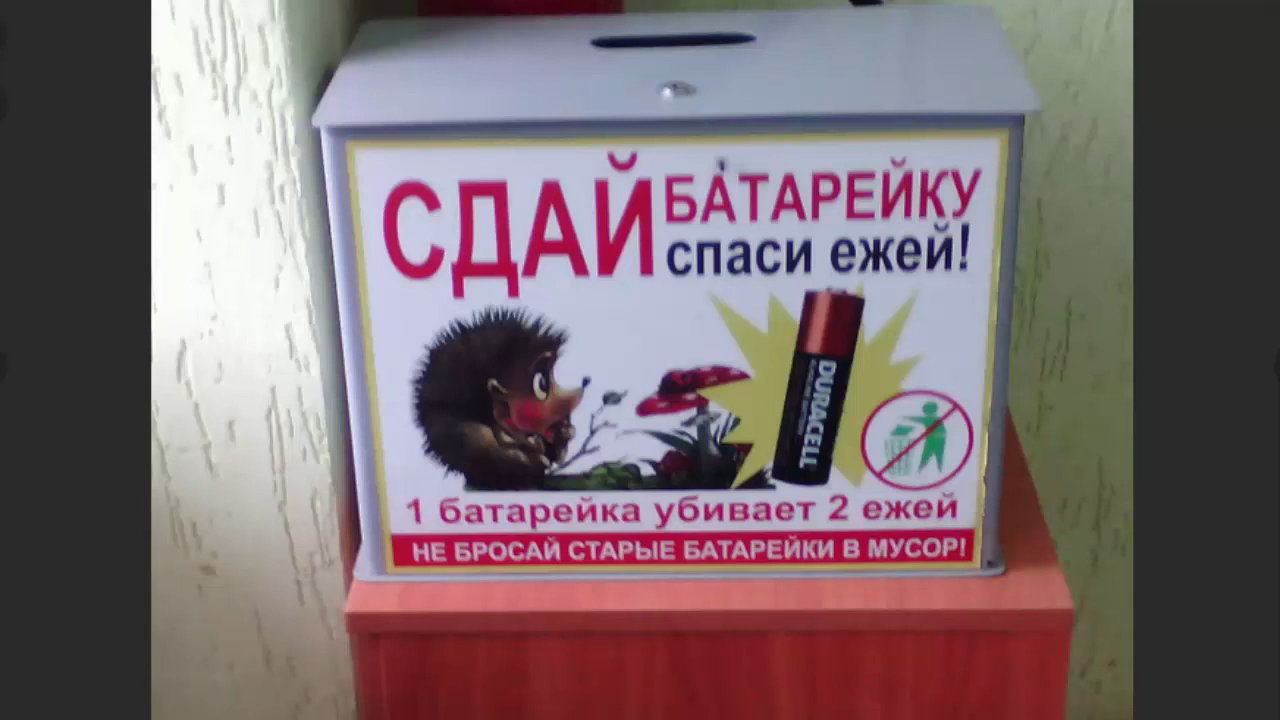 СДАЙ БАТАРЕЙКУ
спаси ежей!
DURACELL
1 батарейка убивает 2 ежей
НЕ БРОСАЙ СТАРЫЕ БАТАРЕЙКИ В МУСОР!